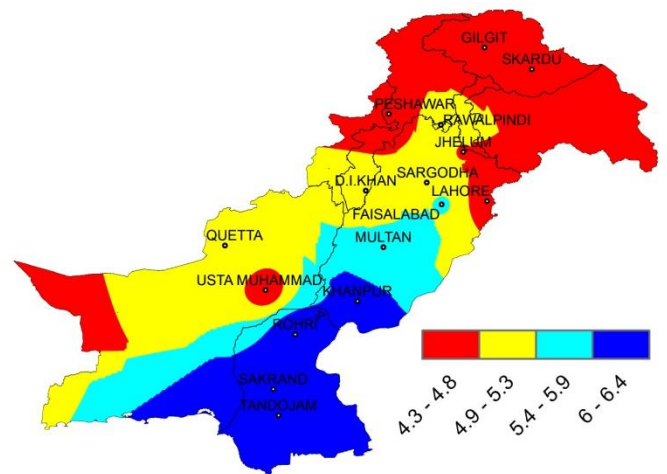 GILGIT
SKARDU
PESHAWAR
RAWALPINDI
JHELUM
SARGODHA
D.I.KHAN
LAHORE
FAISALABAD
QUETTA
MULTAN
USTA MUHAMMAD
KHANPUR
ROHRI
SAKRAND
TANDOJAM
4.3 - 4.8
4.9 - 5.3
5.4 - 5.9
6 - 6.4